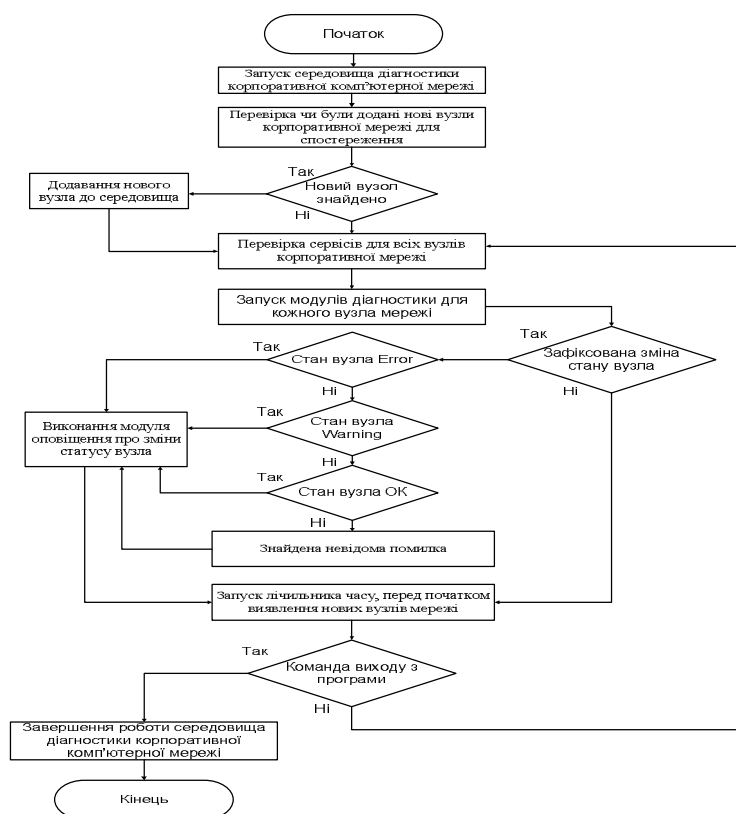 Початок
Запуск середовища діагностики
корпоративної комп'ютерної мережі
Перевірка чи були додані нові вузли
корпоративної мережі для
спостереження
Так
Новий вузол
знайдено
Ні
Додавання нового
вузла до середовища
Перевірка сервісів для всіх вузлів
корпоративної мережі
Запуск модулів діагностики для
кожного вузла мережі
Так
Зафіксована зміна
стану вузла
Ні
Так
Стан вузла Error
Ні
Так
Стан вузла
Warning
Ні
Виконання модуля
оповіщення про зміни
статусу вузла
Так
Стан вузла ОК
Ні
Знайдена невідома помилка
Запуск лічильника часу, перед початком
виявлення нових вузлів мережі
Так
Команда виходу з
програми
Ні
Завершення роботи середовища
діагностики корпоративної
комп'ютерної мережі
Кінець